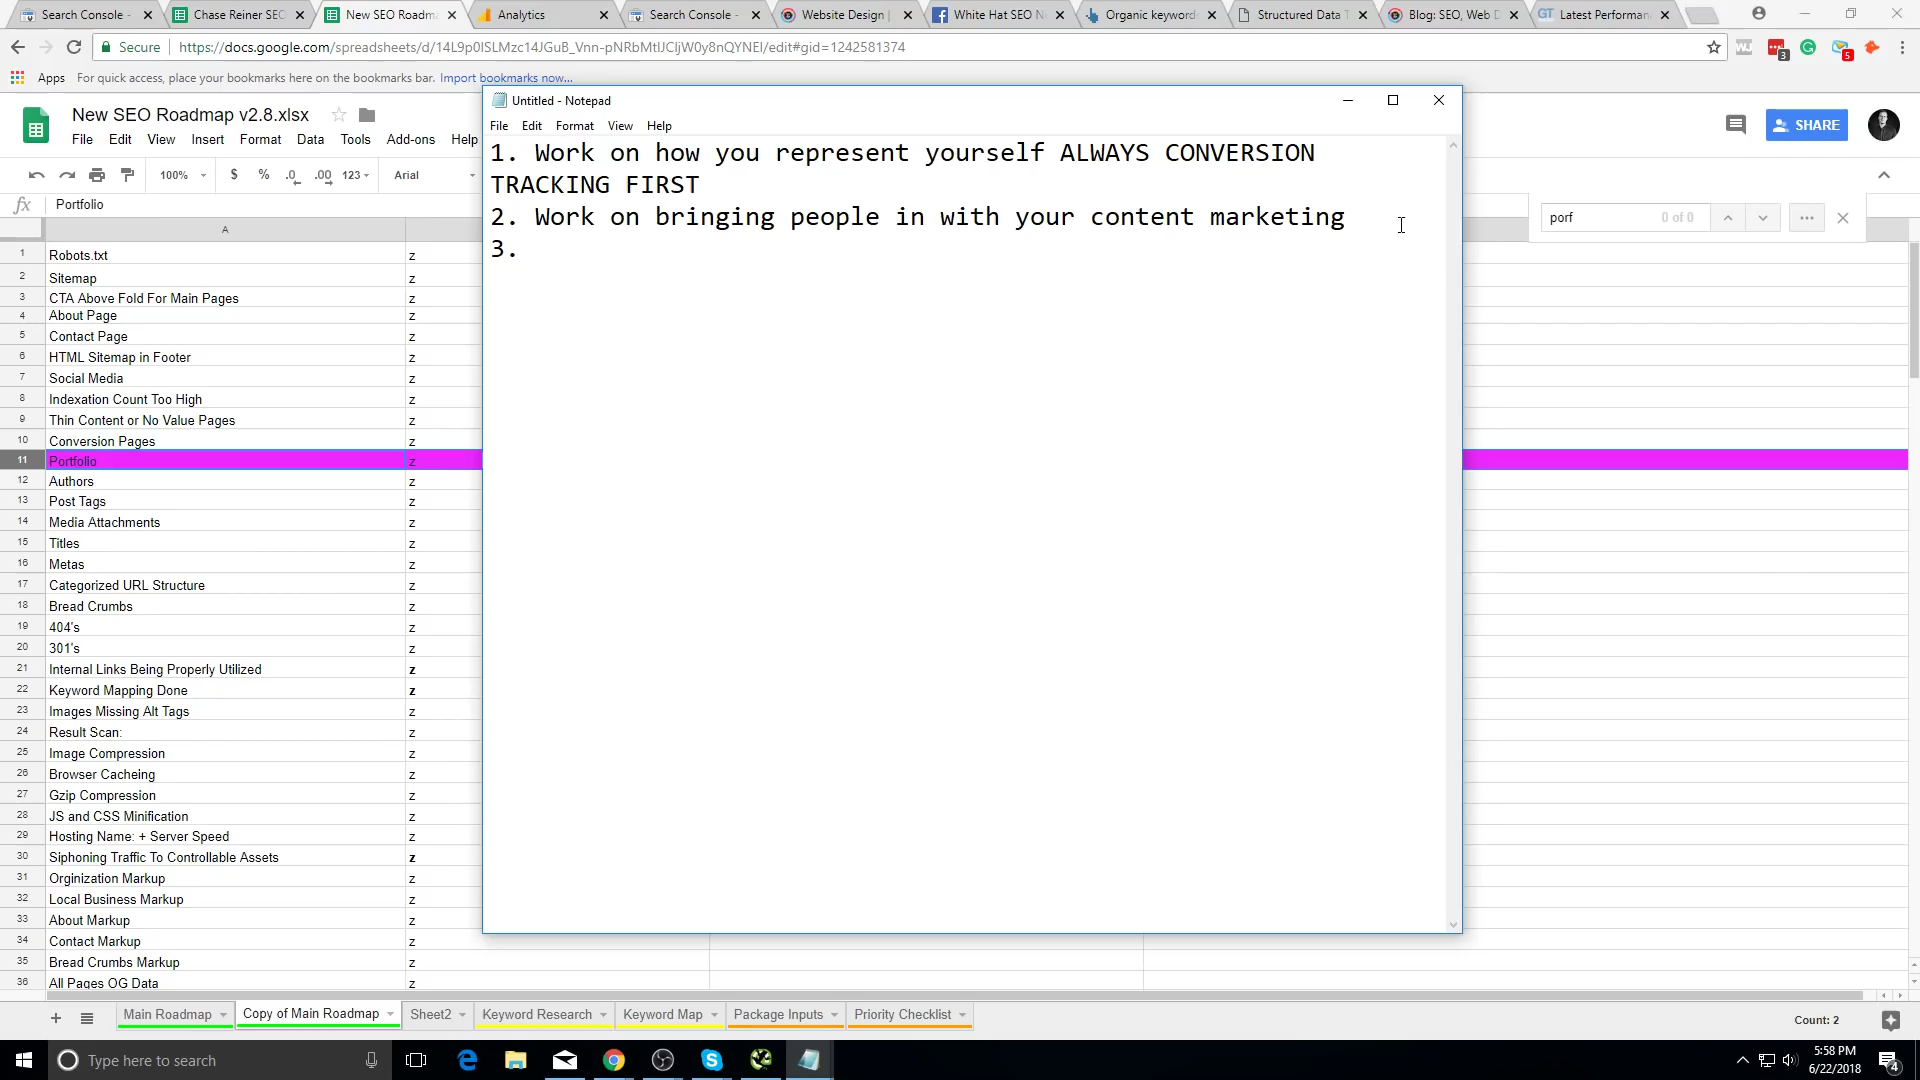 Search Console -
Chase Reiner SEO
New SEO Roadma
Analytics
Search Console -
Website Design |
White Hat SEO N
Organic keyword
Structured Data T
Blog: SEO, Web D
GT Latest Performan
Secure
https://docs.google.com/spreadsheets/d/14L9p0ISLMzc14JGuB_Vnn-pNRbMtIJCljW0y8nQYNEI/edit#gid=1242581374
WJ
3
5
Apps
For quick access, place your bookmarks here on the bookmarks bar. Import bookmarks now...
New SEO Roadmap v2.8.xlsx
File Edit View Insert Format Data Tools Add-ons Help
SHARE
100% $ % .0 .00 123 Arial
fx Portfolio
porf 0 of 0
A
1 Robots.txt z
2 Sitemap z
3 CTA Above Fold For Main Pages z
4 About Page z
5 Contact Page z
6 HTML Sitemap in Footer z
7 Social Media z
8 Indexation Count Too High z
9 Thin Content or No Value Pages z
10 Conversion Pages z
11 Portfolio z
12 Authors z
13 Post Tags z
14 Media Attachments z
15 Titles z
16 Metas z
17 Categorized URL Structure z
18 Bread Crumbs z
19 404's z
20 301's z
21 Internal Links Being Properly Utilized z
22 Keyword Mapping Done z
23 Images Missing Alt Tags z
24 Result Scan: z
25 Image Compression z
26 Browser Cacheing z
27 Gzip Compression z
28 JS and CSS Minification z
29 Hosting Name: + Server Speed z
30 Siphoning Traffic To Controllable Assets z
31 Orginization Markup z
32 Local Business Markup z
33 About Markup z
34 Contact Markup z
35 Bread Crumbs Markup z
36 All Pages OG Data z
Untitled - Notepad
File Edit Format View Help
1. Work on how you represent yourself ALWAYS CONVERSION
TRACKING FIRST
2. Work on bringing people in with your content marketing
3.
Main Roadmap
Copy of Main Roadmap
Sheet2
Keyword Research
Keyword Map
Package Inputs
Priority Checklist
Count: 2
Type here to search
5:58 PM
6/22/2018
4